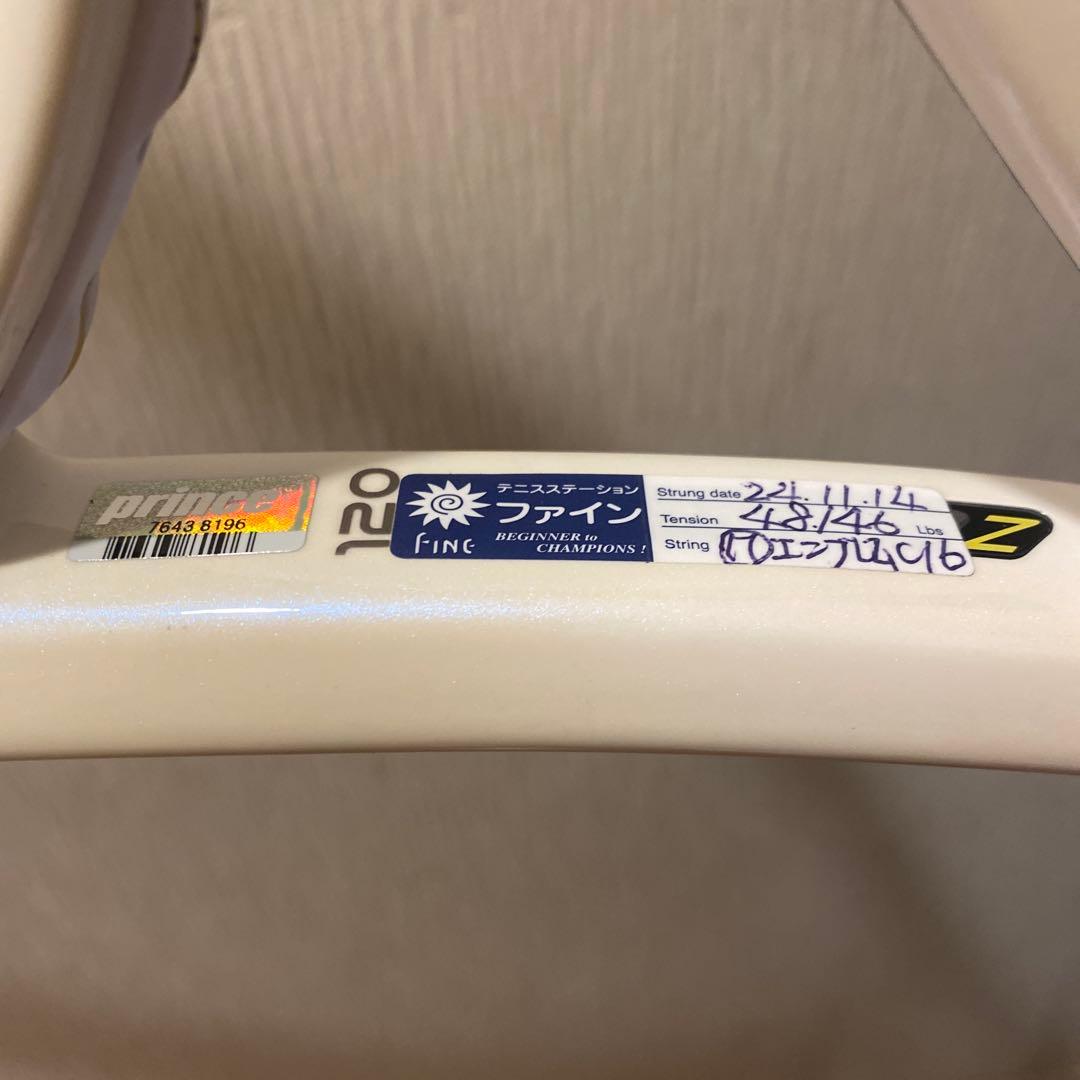 prince
7643 8196
120
テニスステーション
ファイン
FINE
BEGINNER to
CHAMPIONS !
Strung date 24.11.14
Tension 48/46 Lbs
String
Z